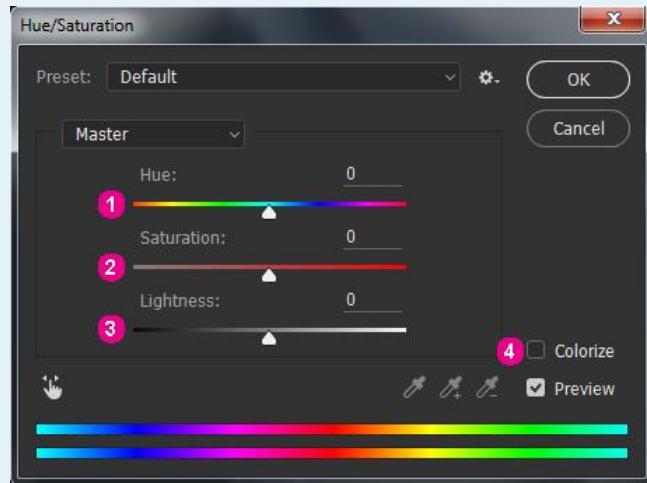 Hue/Saturation
Preset: Default
OK
Master
Cancel
Hue: 0
1
Saturation: 0
2
Lightness: 0
3
4 Colorize
Preview